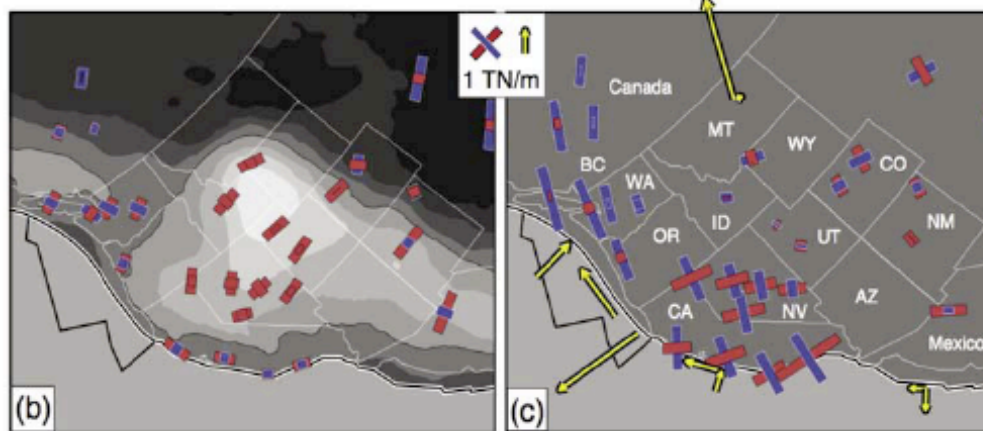 1 TN/m
Canada
MT
WY
BC
CO
WA
ID
OR
UT
NM
CA
NV
AZ
Mexico
(b)
(c)